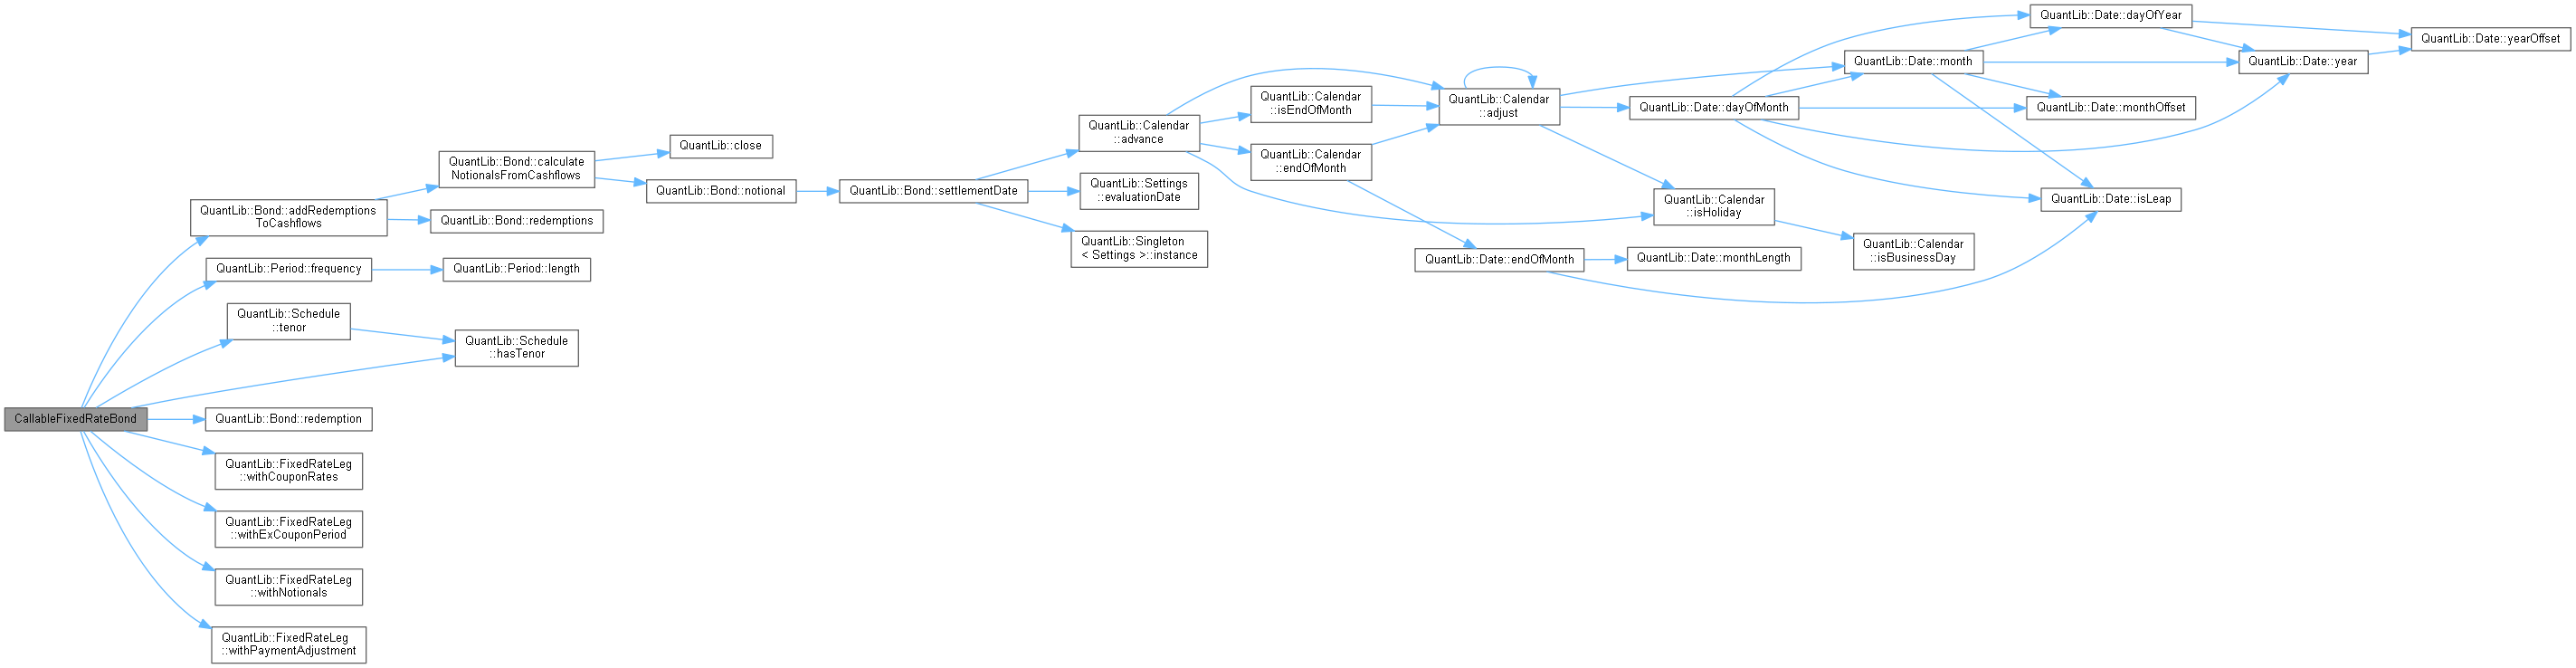 CallableFixedRateBond
QuantLib::Bond::addRedemptions
ToCashflows
QuantLib::Period::frequency
QuantLib::Schedule
::tenor
QuantLib::Bond::redemption
QuantLib::FixedRateLeg
::withCouponRates
QuantLib::FixedRateLeg
::withExCouponPeriod
QuantLib::FixedRateLeg
::withNotionals
QuantLib::FixedRateLeg
::withPaymentAdjustment
QuantLib::Bond::calculate
NotionalsFromCashflows
QuantLib::Bond::redemptions
QuantLib::Period::length
QuantLib::Schedule
::hasTenor
QuantLib::close
QuantLib::Bond::notional
QuantLib::Bond::settlementDate
QuantLib::Calendar
::advance
QuantLib::Settings
::evaluationDate
QuantLib::Singleton
< Settings >::instance
QuantLib::Calendar
::isEndOfMonth
QuantLib::Calendar
::endOfMonth
QuantLib::Calendar
::adjust
QuantLib::Date::endOfMonth
QuantLib::Date::dayOfMonth
QuantLib::Calendar
::isHoliday
QuantLib::Date::monthLength
QuantLib::Date::month
QuantLib::Calendar
::isBusinessDay
QuantLib::Date::dayOfYear
QuantLib::Date::monthOffset
QuantLib::Date::isLeap
QuantLib::Date::year
QuantLib::Date::yearOffset